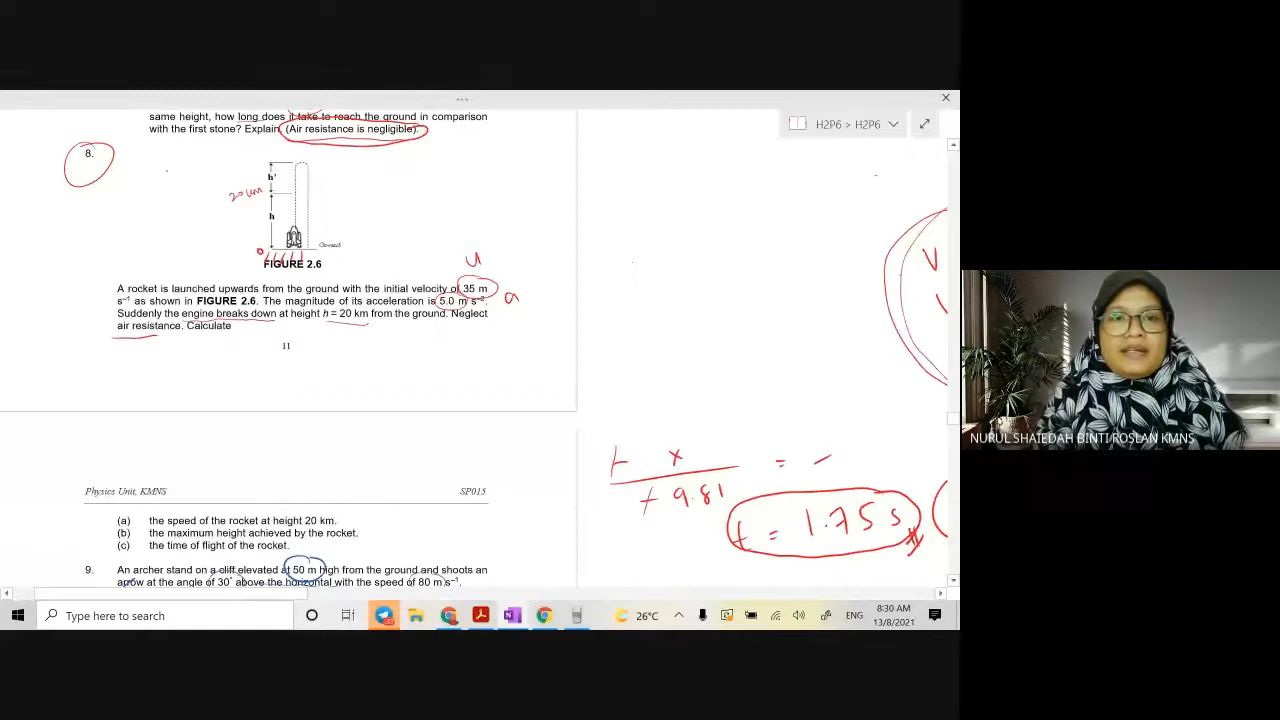 same height, how long does it take to reach the ground in comparison
with the first stone? Explain. (Air resistance is negligible).
H2P6 > H2P6
8.
h'
20 km
h
0
Ground
FIGURE 2.6
u
A rocket is launched upwards from the ground with the initial velocity of 35 m
s⁻¹ as shown in FIGURE 2.6. The magnitude of its acceleration is 5.0 m s⁻².
a
Suddenly the engine breaks down at height h = 20 km from the ground. Neglect
air resistance. Calculate
11
V
NURUL SHAIEDAH BINTI ROSLAN KMNS
+ x
= -
+ 9.81
t = 1.75 s
Physics Unit, KMNS
SP015
(a) the speed of the rocket at height 20 km.
(b) the maximum height achieved by the rocket.
(c) the time of flight of the rocket.
9. An archer stand on a cliff elevated at 50 m high from the ground and shoots an
arrow at the angle of 30° above the horizontal with the speed of 80 m s⁻¹.
Type here to search
26°C
ENG
8:30 AM
13/8/2021